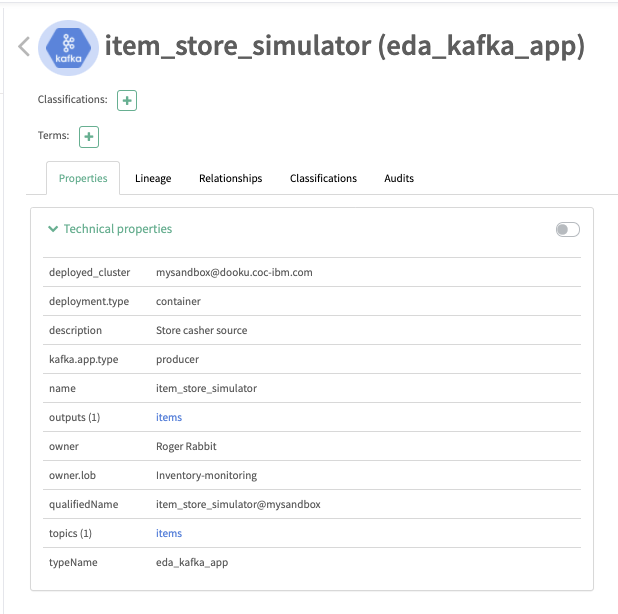 kafka
item_store_simulator (eda_kafka_app)
Classifications:
Terms:
Properties Lineage Relationships Classifications Audits
Technical properties
deployed_cluster mysandbox@dooku.coc-ibm.com
deployment.type container
description Store casher source
kafka.app.type producer
name item_store_simulator
outputs (1) items
owner Roger Rabbit
owner.lob Inventory-monitoring
qualifiedName item_store_simulator@mysandbox
topics (1) items
typeName eda_kafka_app